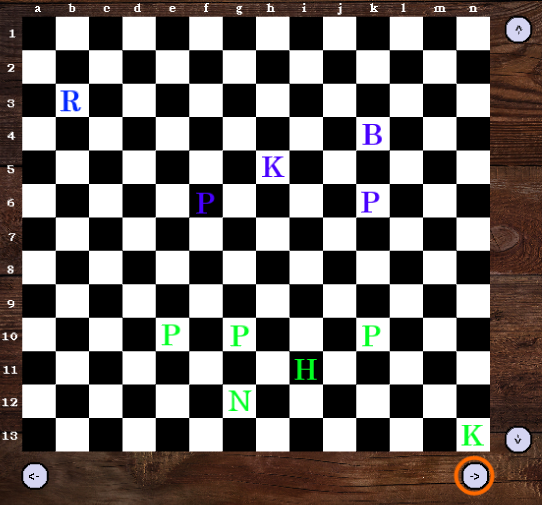 a b c d e f g h i j k l m n
1 ^
2
3 R
4 B
5 K
6 P P
7
8
9
10 P P P
11 H
12 N
13 K v
<- ->